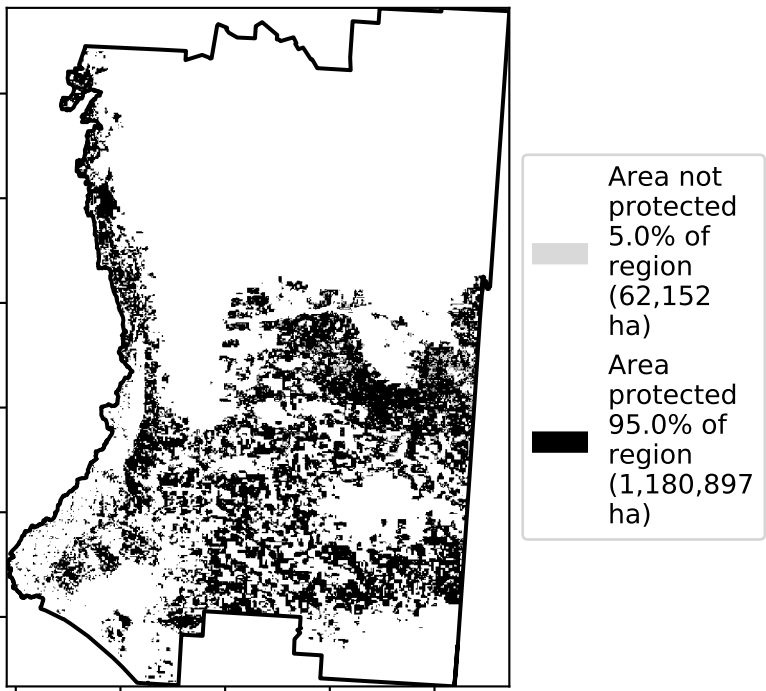 Area not
protected
5.0% of
region
(62,152
ha)
Area
protected
95.0% of
region
(1,180,897
ha)